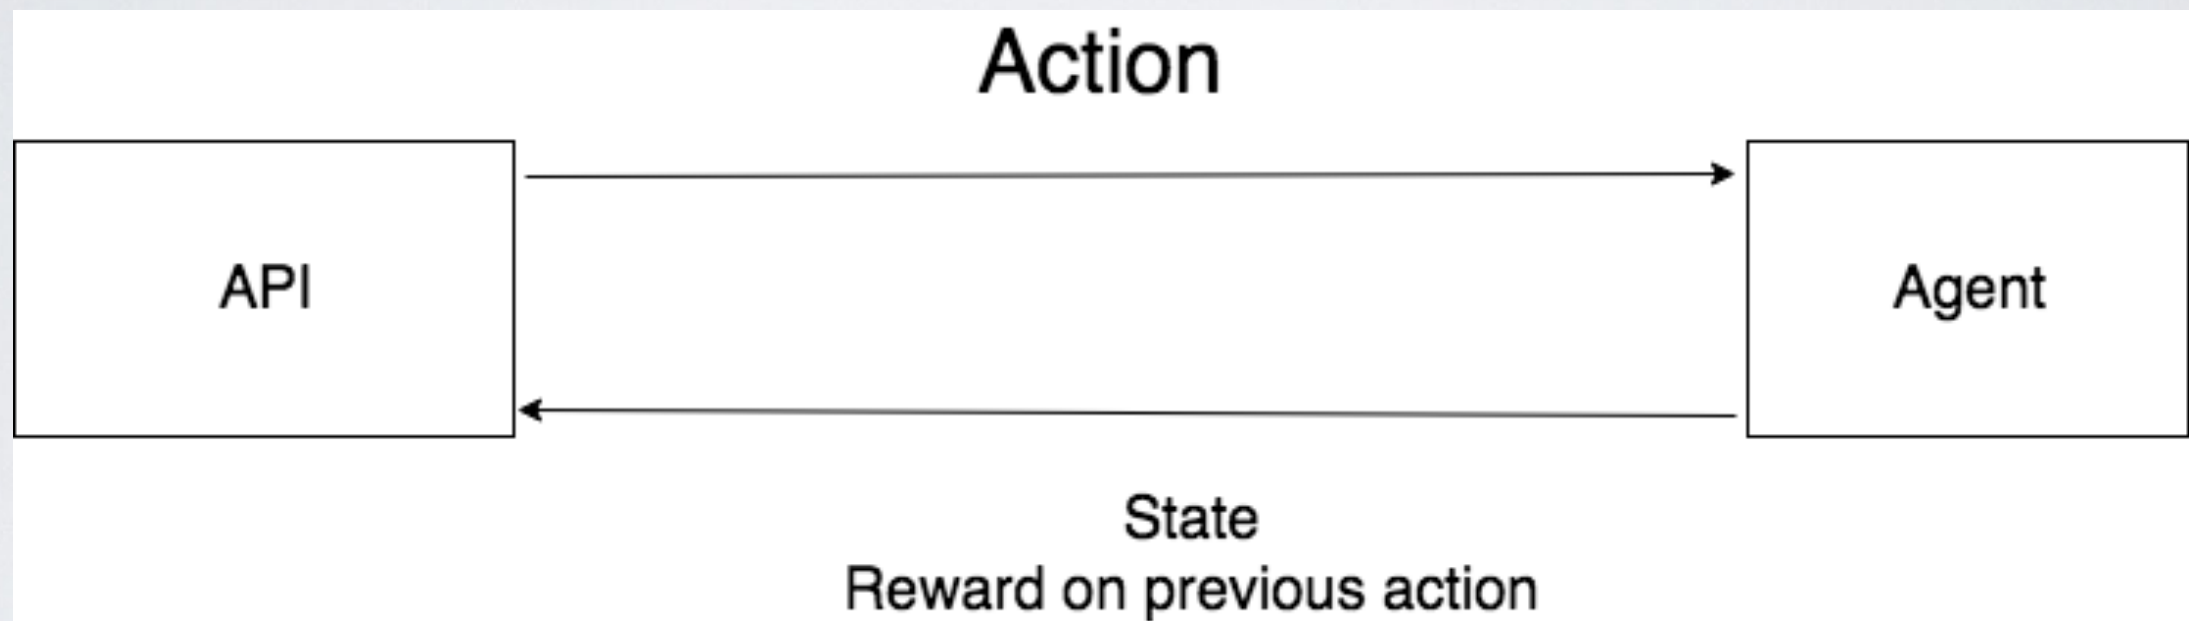 Action
API
Agent
State
Reward on previous action